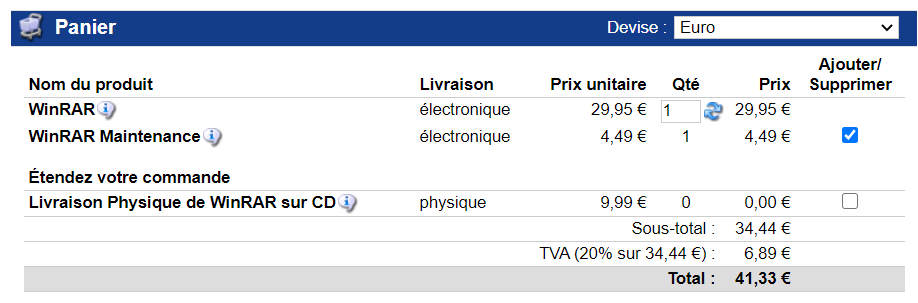 Panier Devise : Euro
Nom du produit Livraison Prix unitaire Qté Prix Ajouter/
Supprimer
WinRAR électronique 29,95 € 1 29,95 €
WinRAR Maintenance électronique 4,49 € 1 4,49 €
Étendez votre commande
Livraison Physique de WinRAR sur CD physique 9,99 € 0 0,00 €
Sous-total : 34,44 €
TVA (20% sur 34,44 €) : 6,89 €
Total : 41,33 €